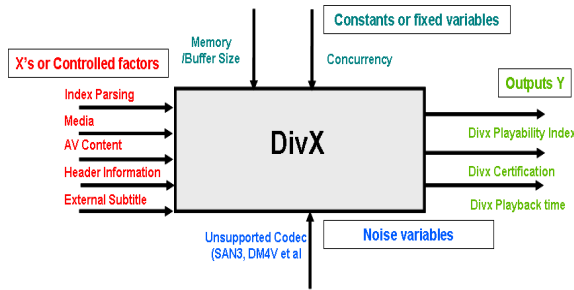 Constants or fixed variables
Memory
/Buffer Size
Concurrency
X's or Controlled factors
Index Parsing
Media
AV Content
Header Information
External Subtitle
DivX
Outputs Y
Divx Playability Index
Divx Certification
Divx Playback time
Unsupported Codec
(SAN3, DM4V et al
Noise variables